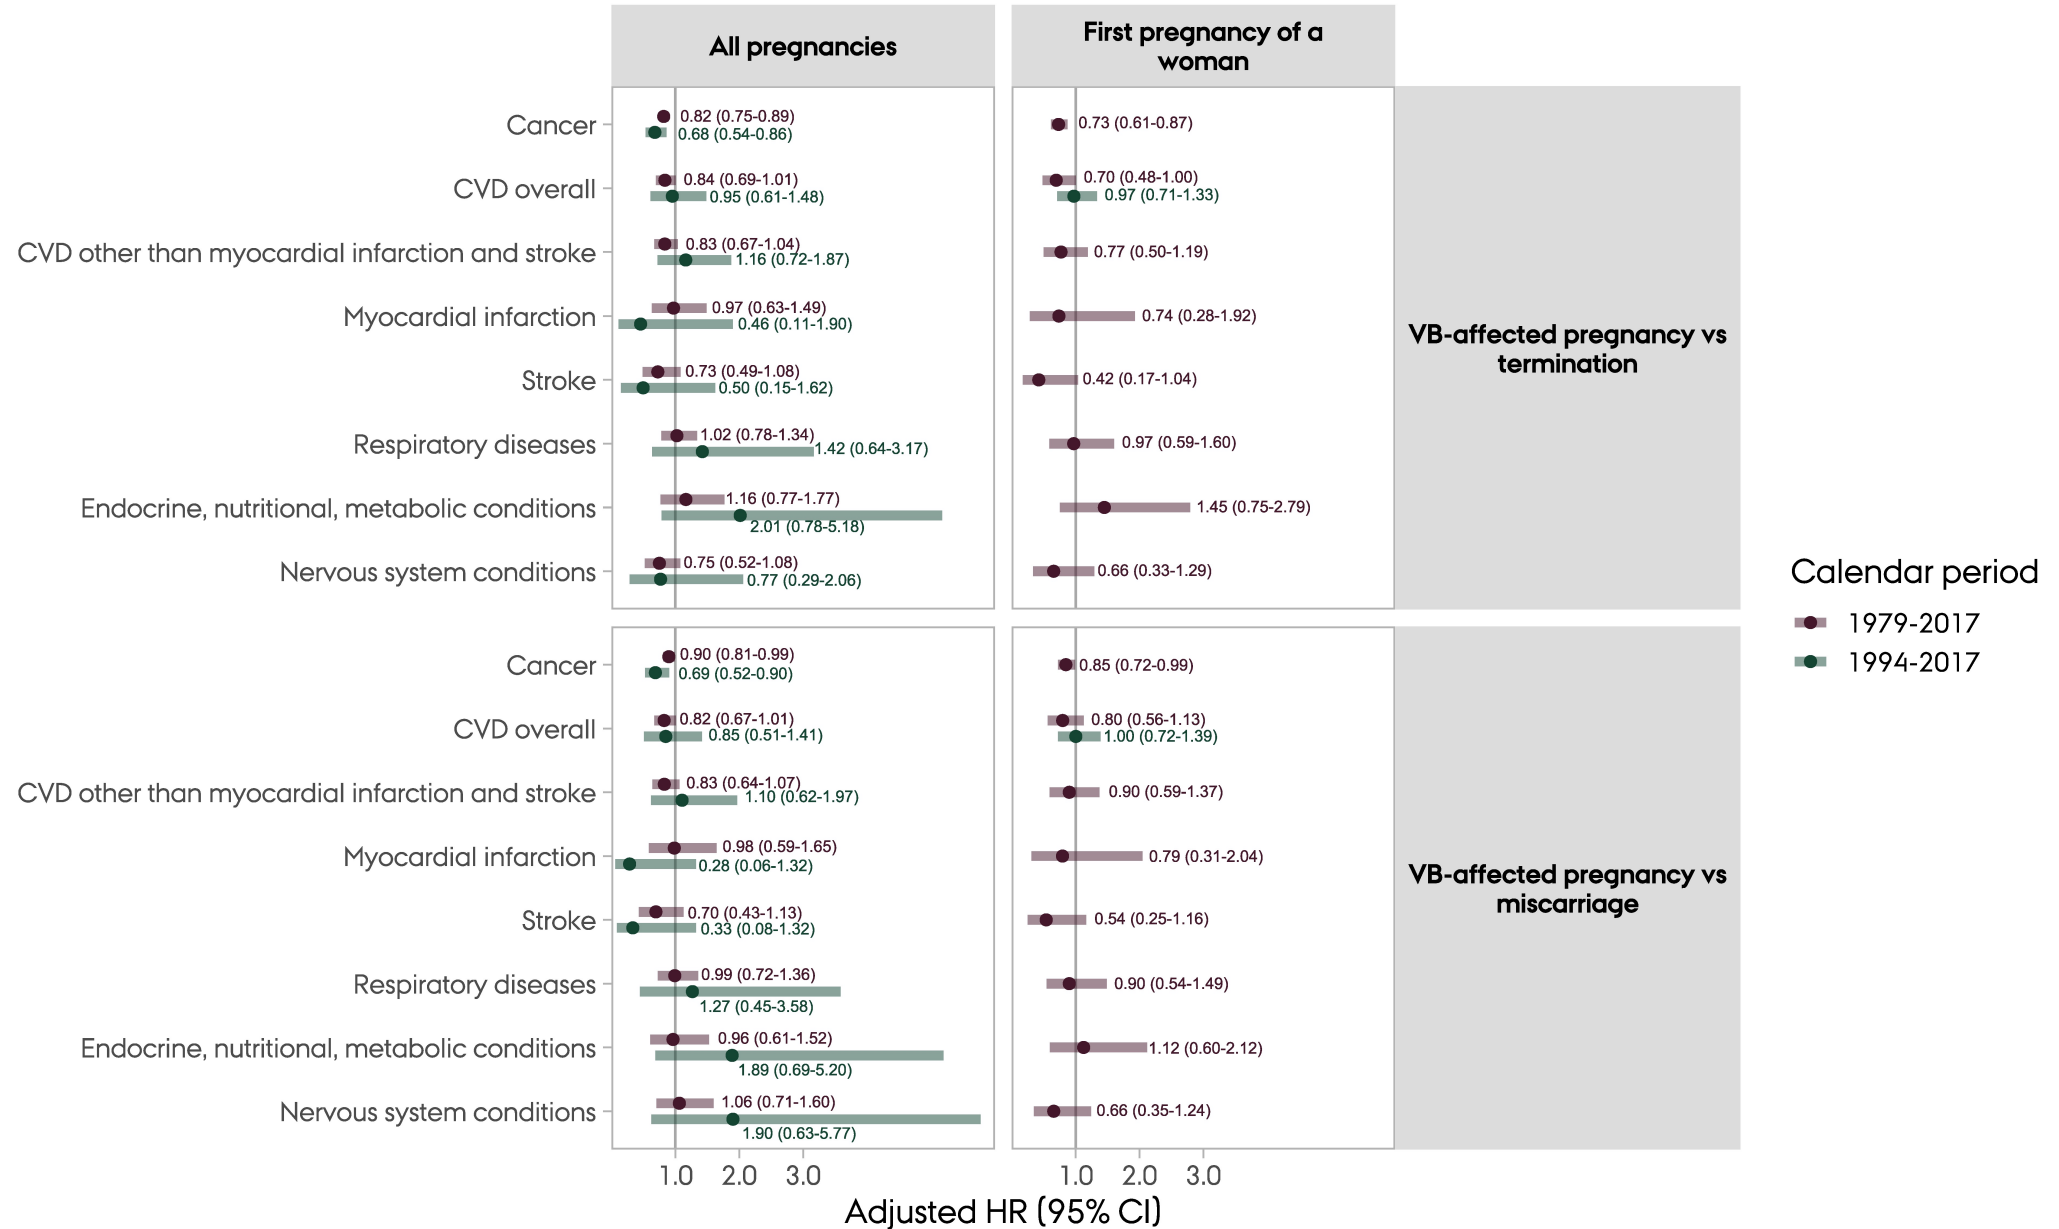 All pregnancies
First pregnancy of a
woman
Cancer
0.82 (0.75-0.89)
0.68 (0.54-0.86)
0.73 (0.61-0.87)
CVD overall
0.84 (0.69-1.01)
0.95 (0.61-1.48)
0.70 (0.48-1.00)
0.97 (0.71-1.33)
CVD other than myocardial infarction and stroke
0.83 (0.67-1.04)
1.16 (0.72-1.87)
0.77 (0.50-1.19)
Myocardial infarction
0.97 (0.63-1.49)
0.46 (0.11-1.90)
0.74 (0.28-1.92)
Stroke
0.73 (0.49-1.08)
0.50 (0.15-1.62)
0.42 (0.17-1.04)
Respiratory diseases
1.02 (0.78-1.34)
1.42 (0.64-3.17)
0.97 (0.59-1.60)
Endocrine, nutritional, metabolic conditions
1.16 (0.77-1.77)
2.01 (0.78-5.18)
1.45 (0.75-2.79)
Nervous system conditions
0.75 (0.52-1.08)
0.77 (0.29-2.06)
0.66 (0.33-1.29)
VB-affected pregnancy vs
termination
Cancer
0.90 (0.81-0.99)
0.69 (0.52-0.90)
0.85 (0.72-0.99)
CVD overall
0.82 (0.67-1.01)
0.85 (0.51-1.41)
0.80 (0.56-1.13)
1.00 (0.72-1.39)
CVD other than myocardial infarction and stroke
0.83 (0.64-1.07)
1.10 (0.62-1.97)
0.90 (0.59-1.37)
Myocardial infarction
0.98 (0.59-1.65)
0.28 (0.06-1.32)
0.79 (0.31-2.04)
Stroke
0.70 (0.43-1.13)
0.33 (0.08-1.32)
0.54 (0.25-1.16)
Respiratory diseases
0.99 (0.72-1.36)
1.27 (0.45-3.58)
0.90 (0.54-1.49)
Endocrine, nutritional, metabolic conditions
0.96 (0.61-1.52)
1.89 (0.69-5.20)
1.12 (0.60-2.12)
Nervous system conditions
1.06 (0.71-1.60)
1.90 (0.63-5.77)
0.66 (0.35-1.24)
VB-affected pregnancy vs
miscarriage
1.0 2.0 3.0
1.0 2.0 3.0
Adjusted HR (95% CI)
Calendar period
1979-2017
1994-2017